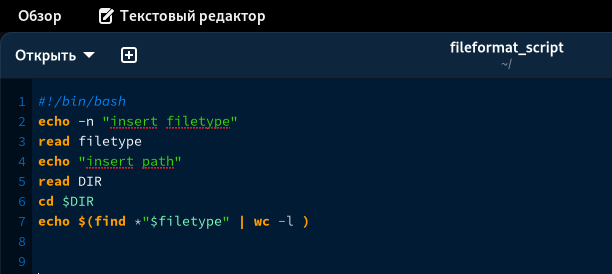 Обзор Текстовый редактор
Открыть fileformat_script
~/
1 #!/bin/bash
2 echo -n "insert filetype"
3 read filetype
4 echo "insert path"
5 read DIR
6 cd $DIR
7 echo $(find *"$filetype" | wc -l )
8
9